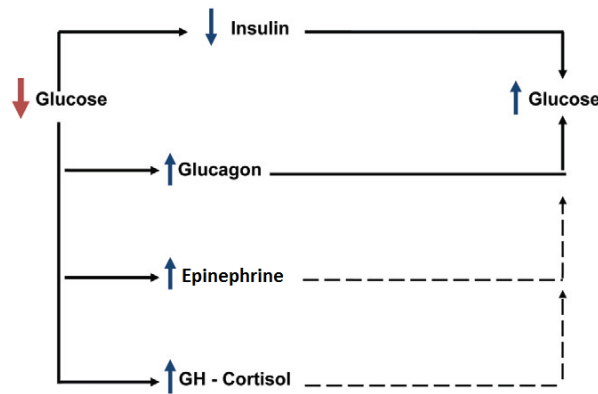 Insulin
Glucose
Glucose
Glucagon
Epinephrine
GH - Cortisol